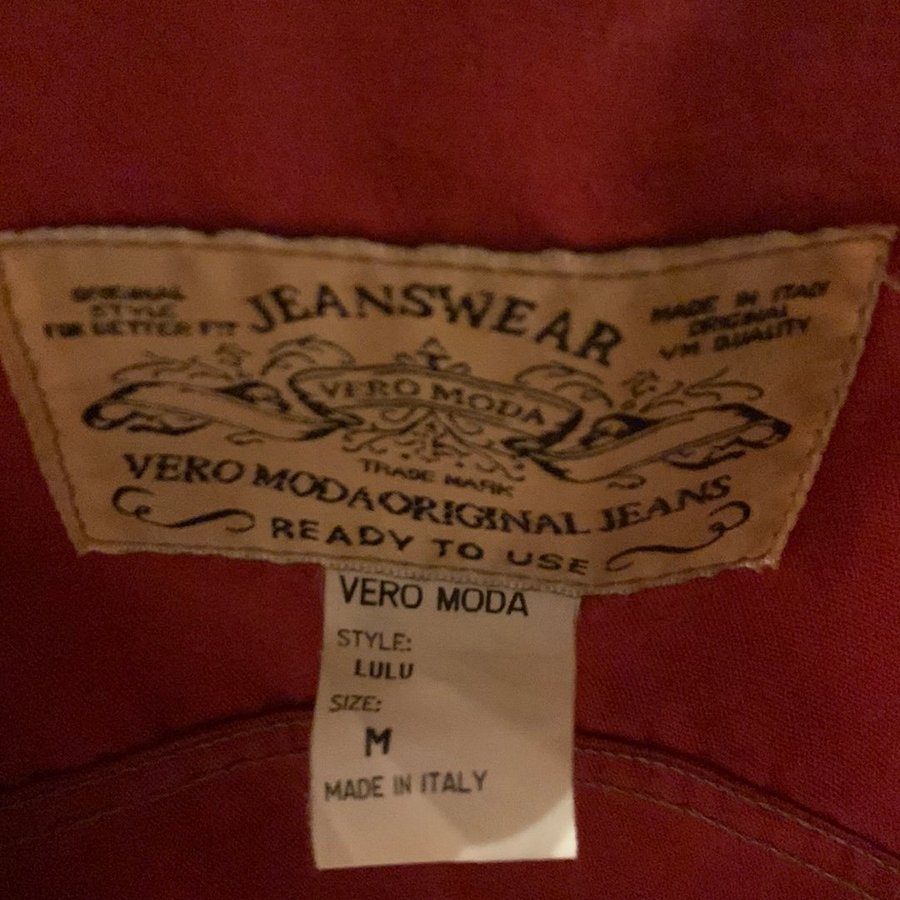 ORIGINAL
STYLE
FOR BETTER FIT
JEANSWEAR
MADE IN ITALY
ORIGINAL
VM QUALITY
VERO MODA
TRADE MARK
VERO MODA ORIGINAL JEANS
READY TO USE
VERO MODA
STYLE:
LULU
SIZE:
M
MADE IN ITALY